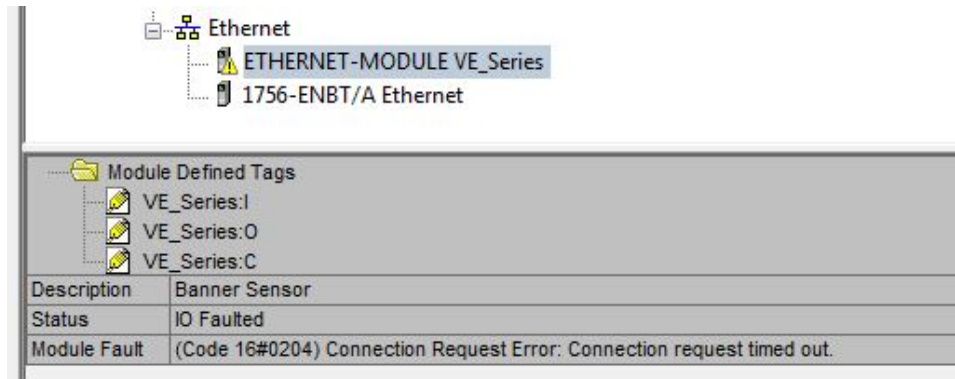 Ethernet
ETHERNET-MODULE VE_Series
1756-ENBT/A Ethernet
Module Defined Tags
VE_Series:I
VE_Series:O
VE_Series:C
Description Banner Sensor
Status IO Faulted
Module Fault (Code 16#0204) Connection Request Error: Connection request timed out.